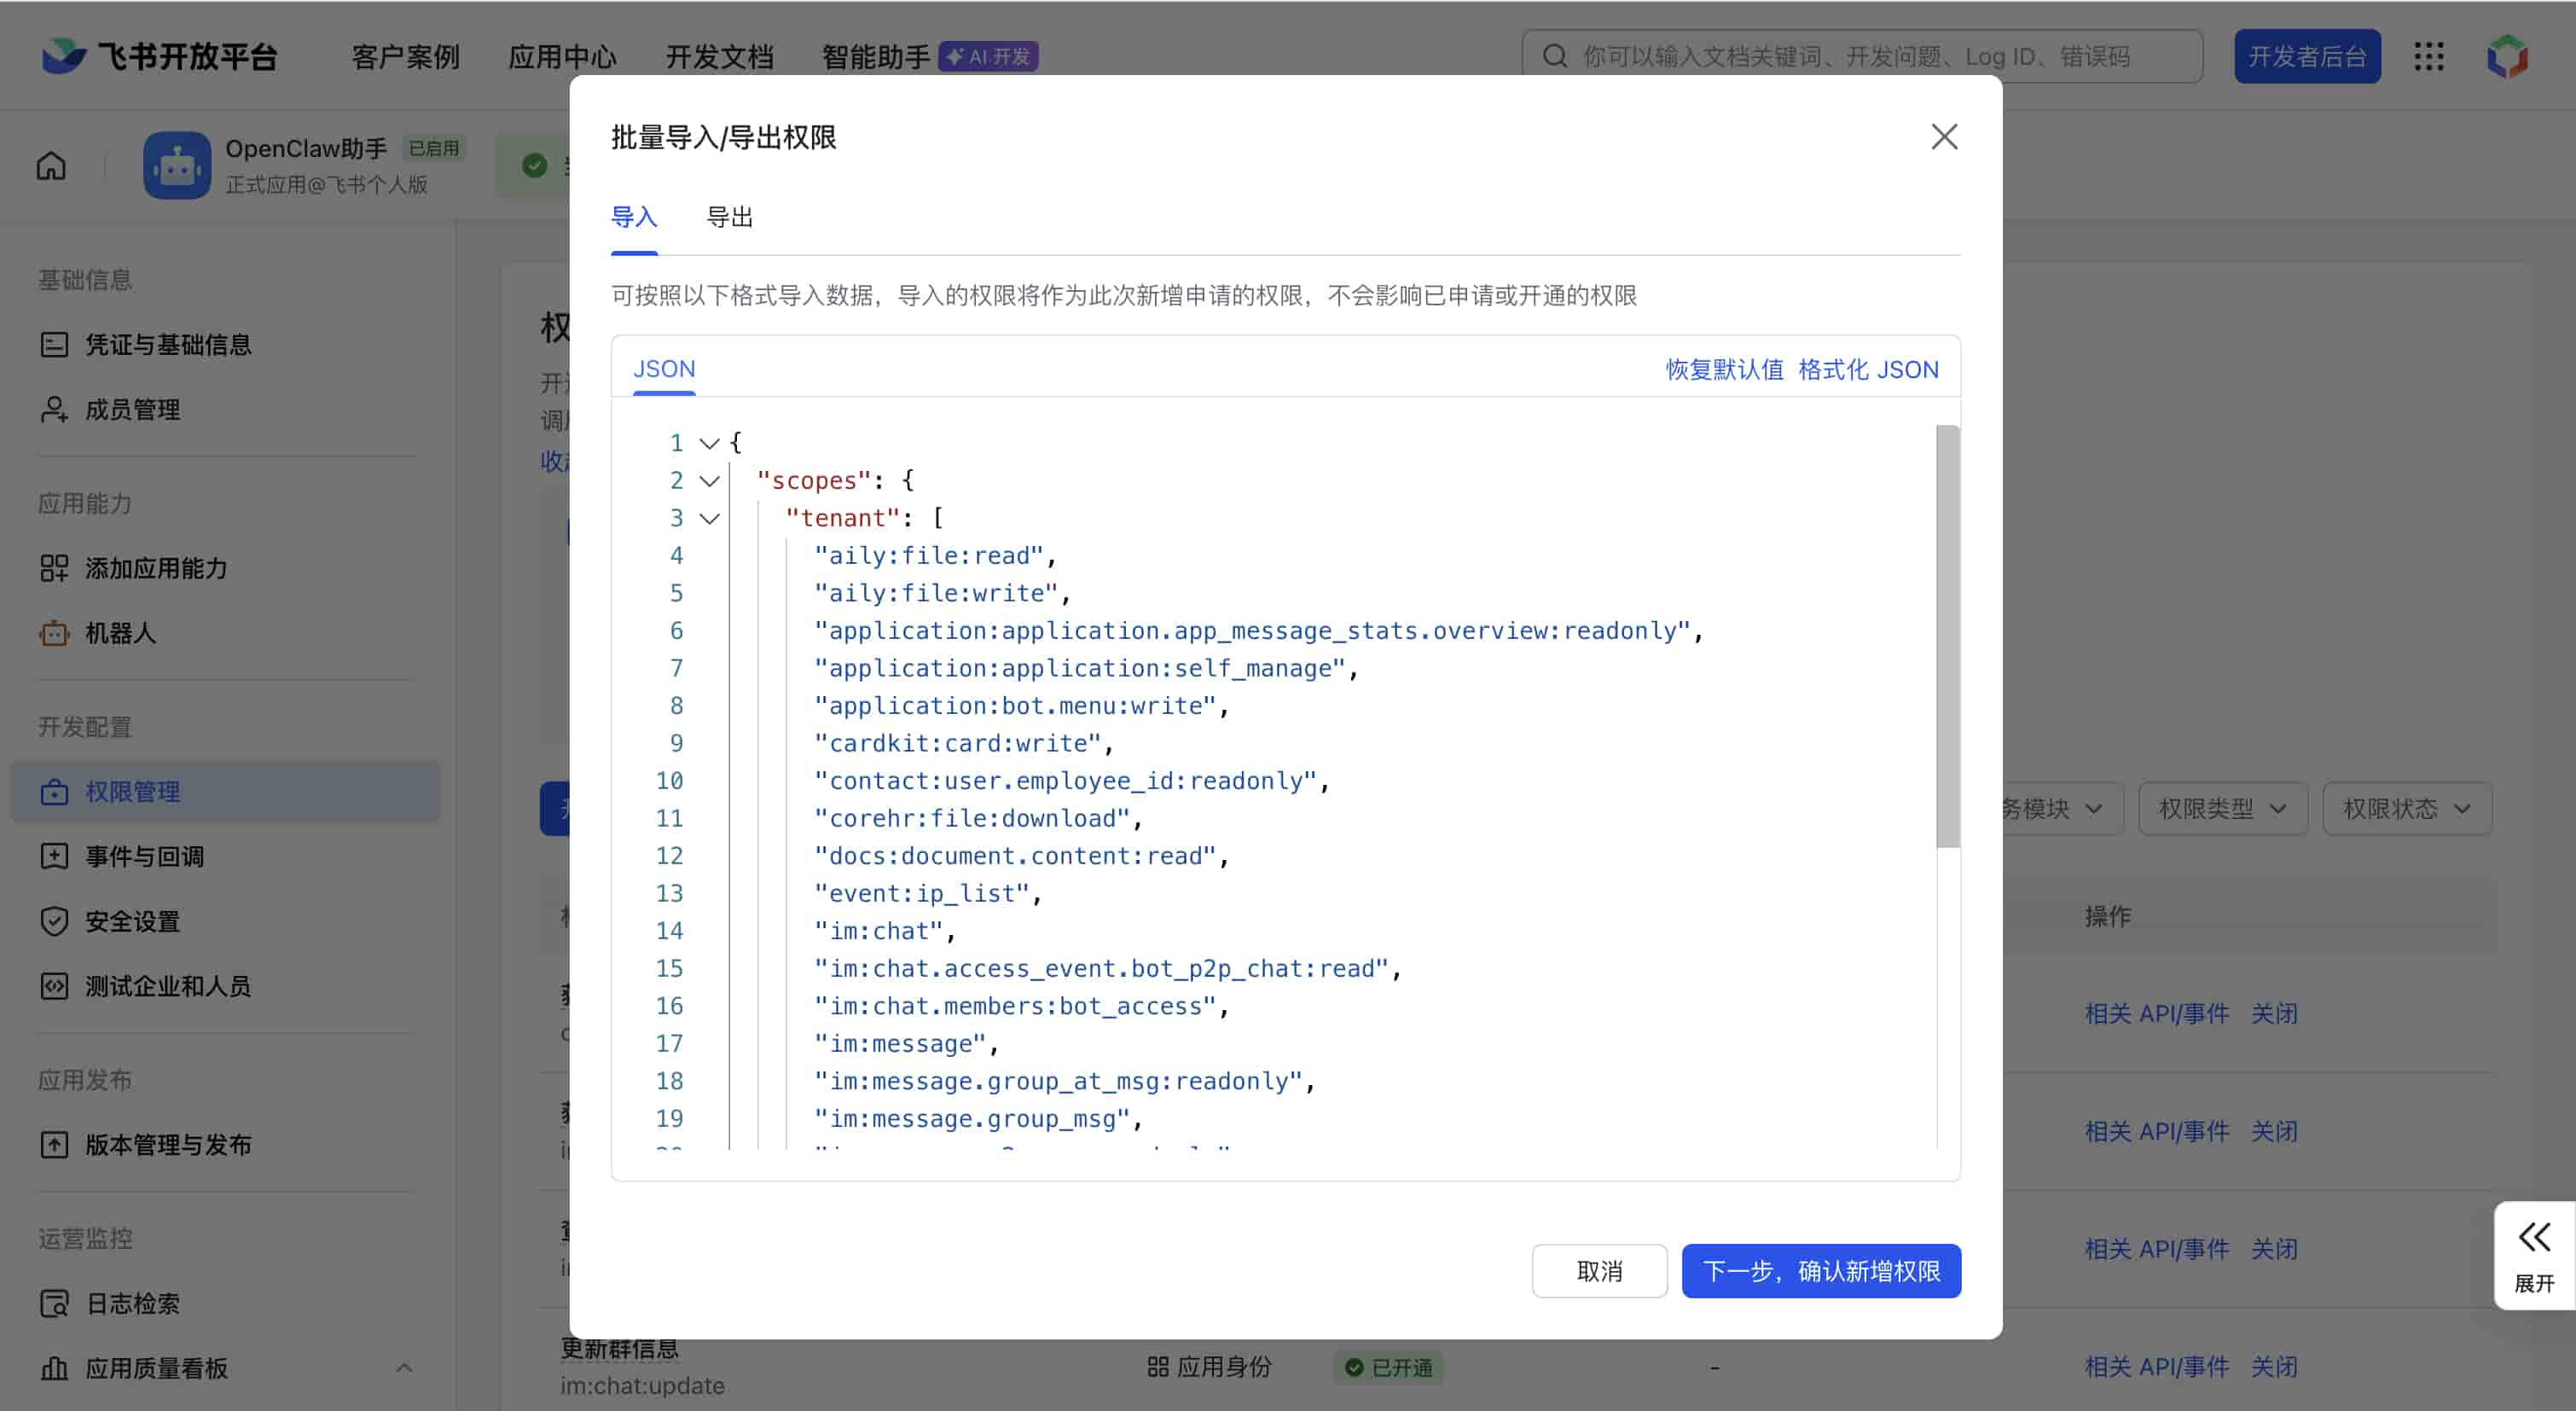 飞书开放平台 客户案例 应用中心 开发文档 智能助手 AI 开发 你可以输入文档关键词、开发问题、Log ID、错误码 开发者后台
OpenClaw助手 已启用
正式应用@飞书个人版
基础信息
凭证与基础信息
成员管理
应用能力
添加应用能力
机器人
开发配置
权限管理
事件与回调
安全设置
测试企业和人员
应用发布
版本管理与发布
运营监控
日志检索
应用质量看板
批量导入/导出权限
导入 导出
可按照以下格式导入数据，导入的权限将作为此次新增申请的权限，不会影响已申请或开通的权限
JSON 恢复默认值 格式化 JSON
1 {
2 "scopes": {
3 "tenant": [
4 "aily:file:read",
5 "aily:file:write",
6 "application:application.app_message_stats.overview:readonly",
7 "application:application:self_manage",
8 "application:bot.menu:write",
9 "cardkit:card:write",
10 "contact:user.employee_id:readonly",
11 "corehr:file:download",
12 "docs:document.content:read",
13 "event:ip_list",
14 "im:chat",
15 "im:chat.access_event.bot_p2p_chat:read",
16 "im:chat.members:bot_access",
17 "im:message",
18 "im:message.group_at_msg:readonly",
19 "im:message.group_msg",
取消 下一步，确认新增权限
权
收
务模块 权限类型 权限状态
操作
相关 API/事件 关闭
相关 API/事件 关闭
相关 API/事件 关闭
更新群信息
im:chat:update
应用身份 已开通 - 相关 API/事件 关闭
展开